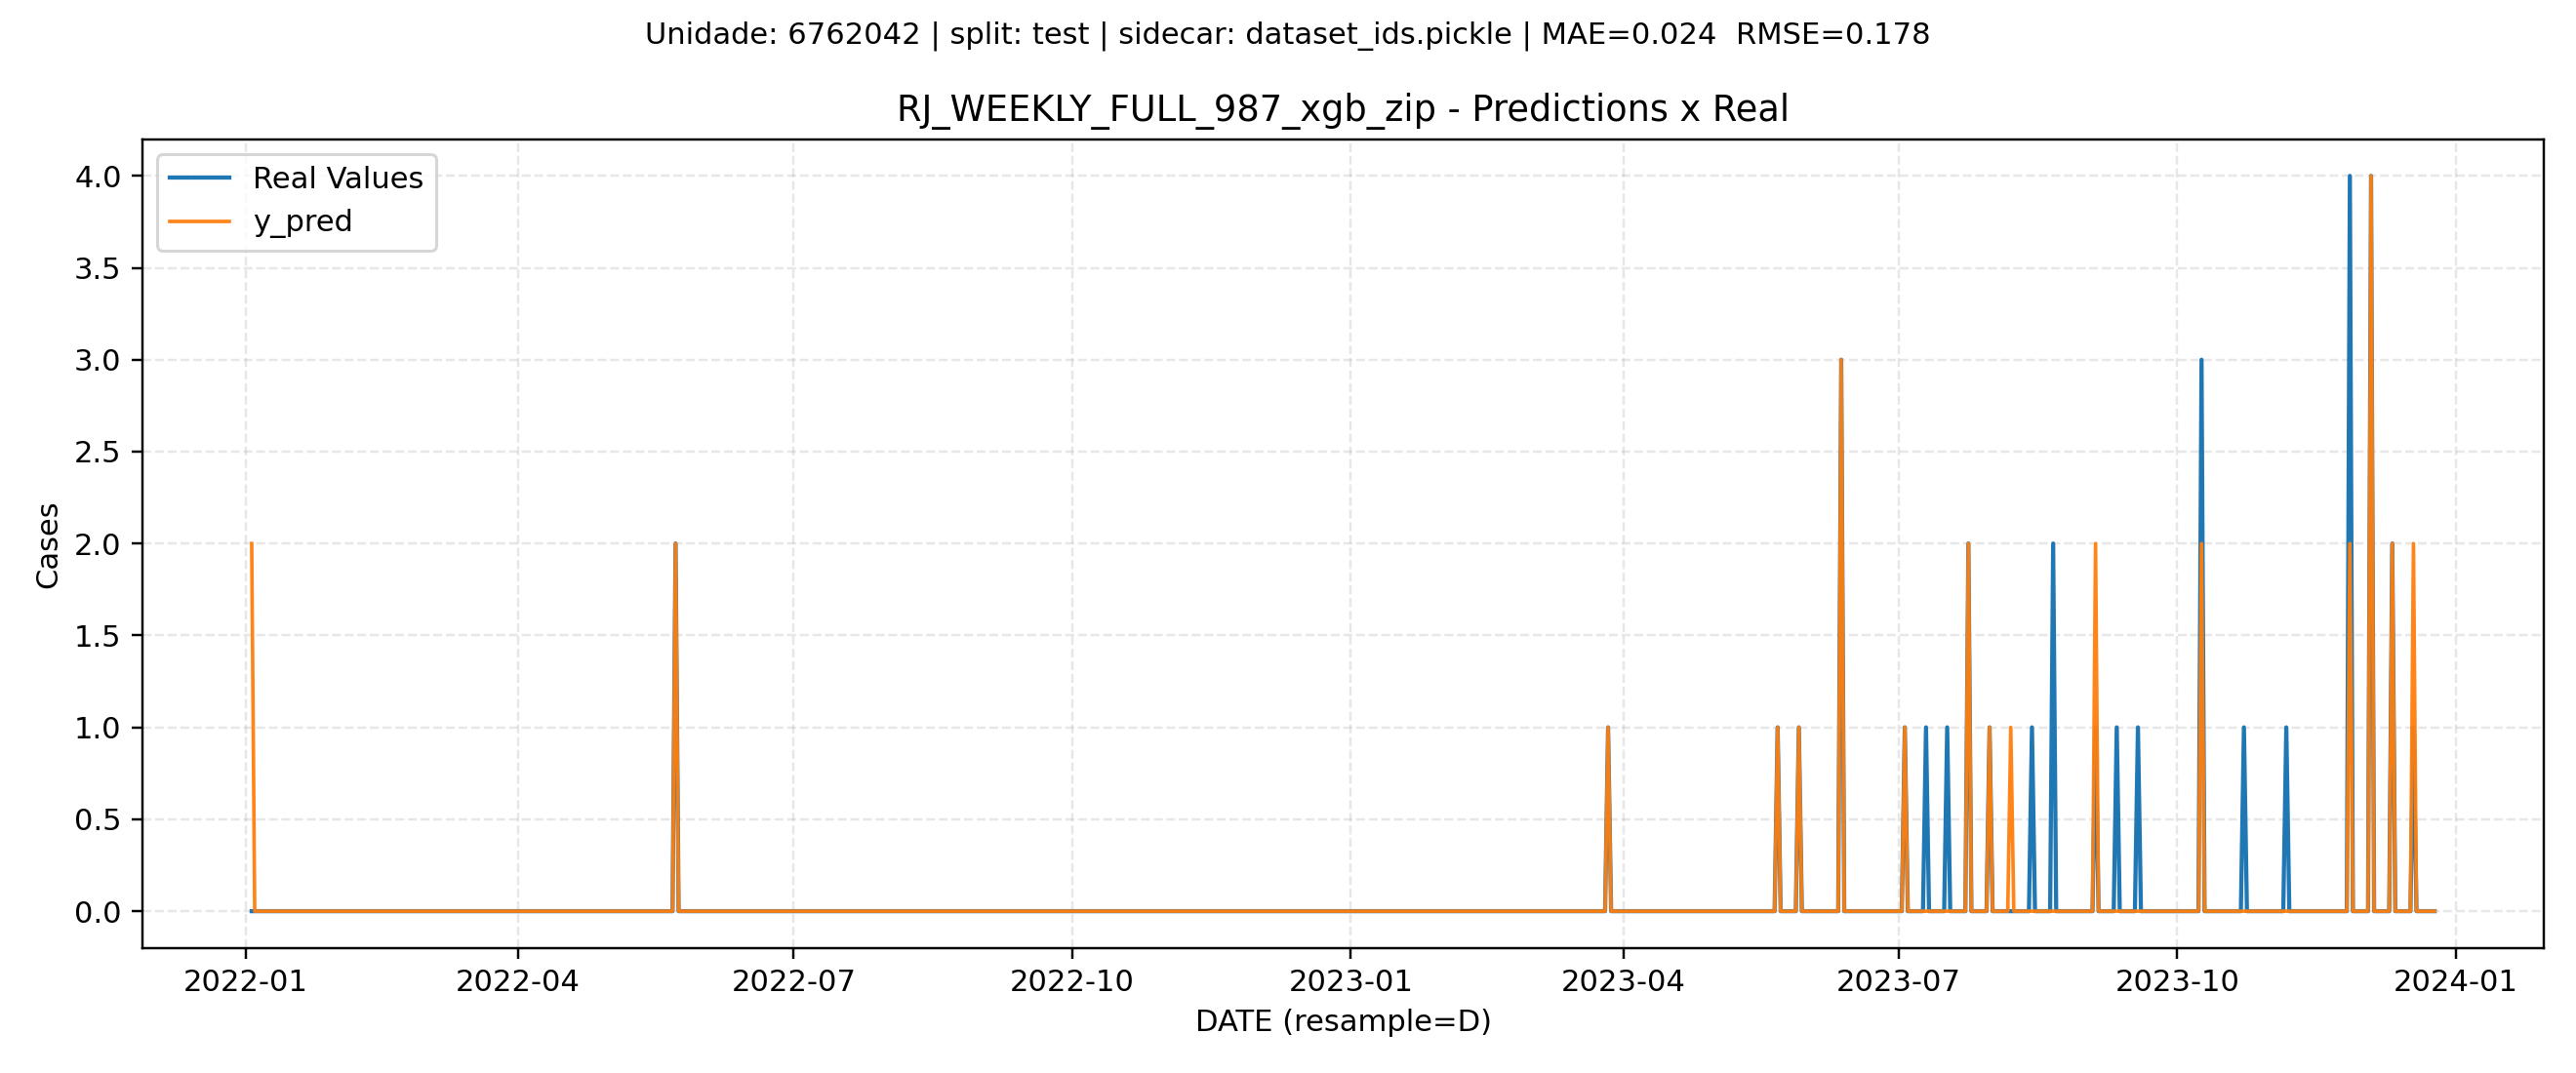 Unidade: 6762042 | split: test | sidecar: dataset_ids.pickle | MAE=0.024  RMSE=0.178
RJ_WEEKLY_FULL_987_xgb_zip - Predictions x Real
Real Values
y_pred
4.0
3.5
3.0
2.5
2.0
1.5
1.0
0.5
0.0
Cases
2022-01 2022-04 2022-07 2022-10 2023-01 2023-04 2023-07 2023-10 2024-01
DATE (resample=D)